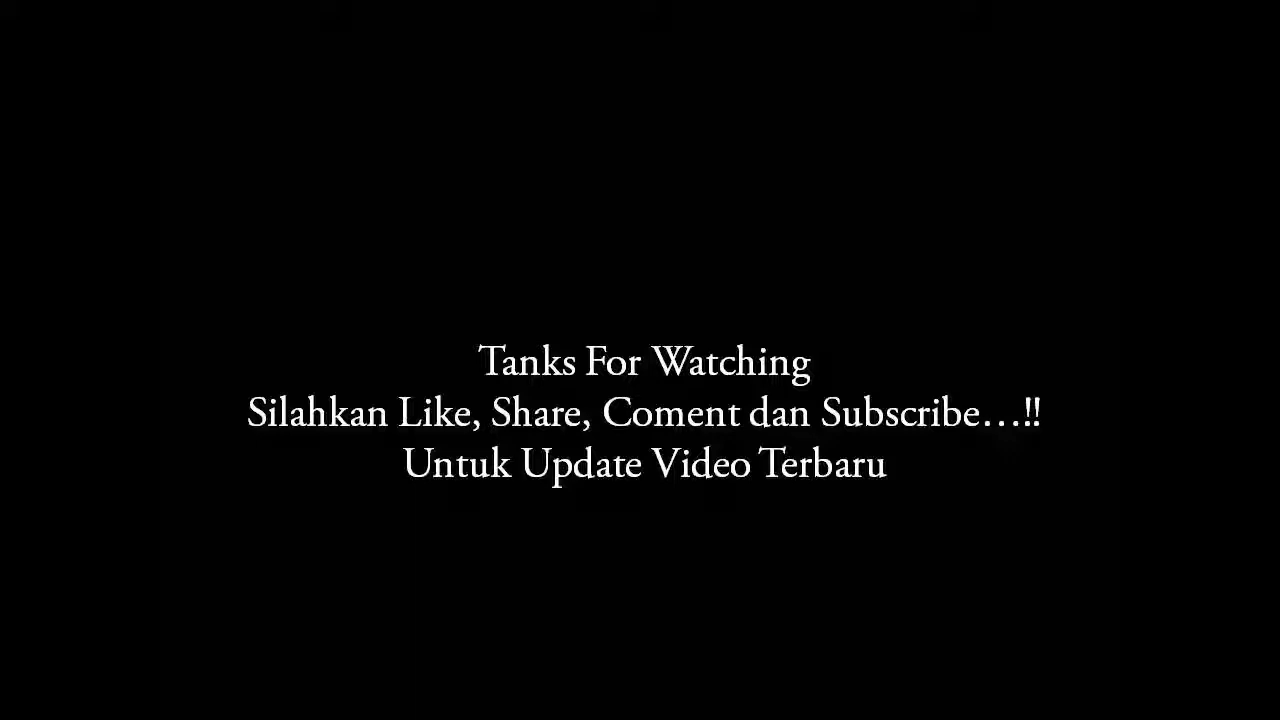 Tanks For Watching
Silahkan Like, Share, Coment dan Subscribe...!!
Untuk Update Video Terbaru